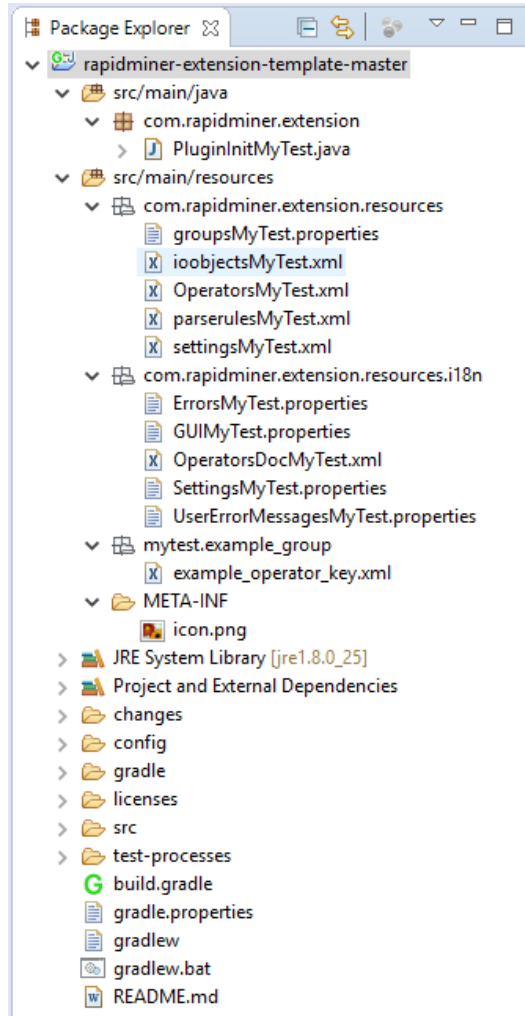 Package Explorer
rapidminer-extension-template-master
src/main/java
com.rapidminer.extension
PluginInitMyTest.java
src/main/resources
com.rapidminer.extension.resources
groupsMyTest.properties
ioobjectsMyTest.xml
OperatorsMyTest.xml
parserulesMyTest.xml
settingsMyTest.xml
com.rapidminer.extension.resources.i18n
ErrorsMyTest.properties
GUIMyTest.properties
OperatorsDocMyTest.xml
SettingsMyTest.properties
UserErrorMessagesMyTest.properties
mytest.example_group
example_operator_key.xml
META-INF
icon.png
JRE System Library [jre1.8.0_25]
Project and External Dependencies
changes
config
gradle
licenses
src
test-processes
build.gradle
gradle.properties
gradlew
gradlew.bat
README.md